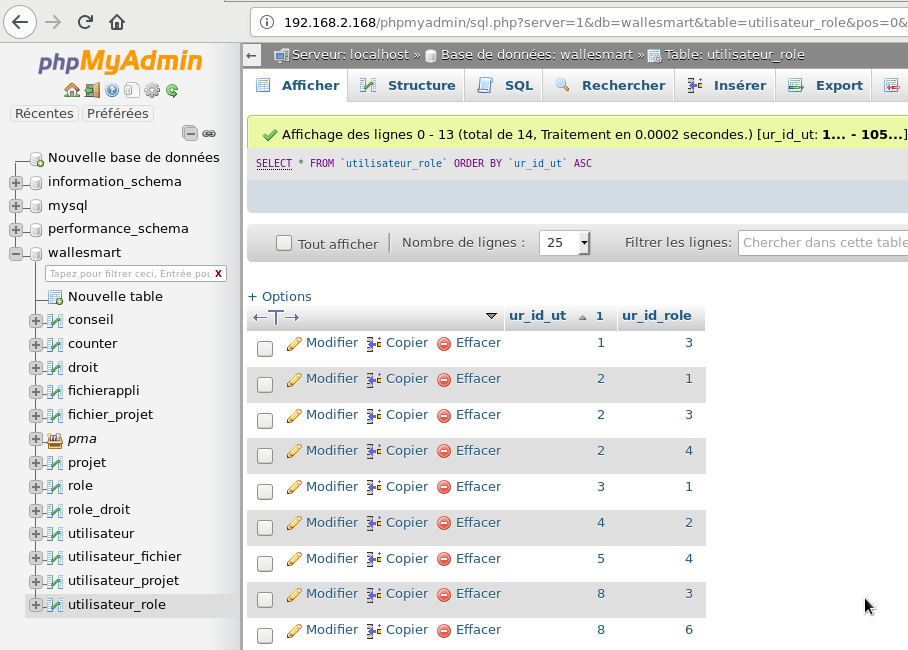 192.168.2.168/phpmyadmin/sql.php?server=1&db=wallesmart&table=utilisateur_role&pos=0&
phpMyAdmin
Récentes Préférées
Nouvelle base de données
information_schema
mysql
performance_schema
wallesmart
Tapez pour filtrer ceci, Entrée pou X
Nouvelle table
conseil
counter
droit
fichierappli
fichier_projet
pma
projet
role
role_droit
utilisateur
utilisateur_fichier
utilisateur_projet
utilisateur_role
Serveur: localhost » Base de données: wallesmart » Table: utilisateur_role
Afficher Structure SQL Rechercher Insérer Export
Affichage des lignes 0 - 13 (total de 14, Traitement en 0.0002 secondes.) [ur_id_ut: 1... - 105...]
SELECT * FROM `utilisateur_role` ORDER BY `ur_id_ut` ASC
Tout afficher Nombre de lignes : 25 Filtrer les lignes: Chercher dans cette table
+ Options
ur_id_ut 1 ur_id_role
Modifier Copier Effacer 1 3
Modifier Copier Effacer 2 1
Modifier Copier Effacer 2 3
Modifier Copier Effacer 2 4
Modifier Copier Effacer 3 1
Modifier Copier Effacer 4 2
Modifier Copier Effacer 5 4
Modifier Copier Effacer 8 3
Modifier Copier Effacer 8 6